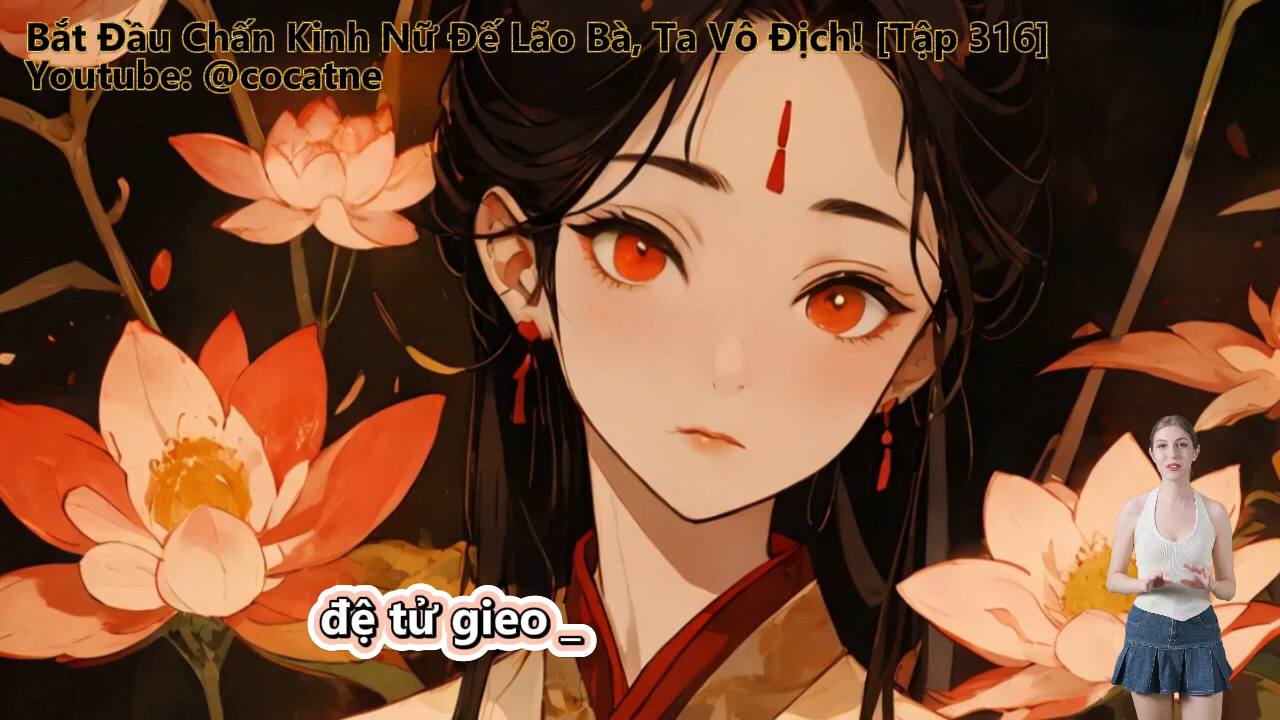 Bắt Đầu Chấn Kinh Nữ Đế Lão Bà, Ta Vô Địch! [Tập 316]
Youtube: @cocatne
đệ tử gieo _